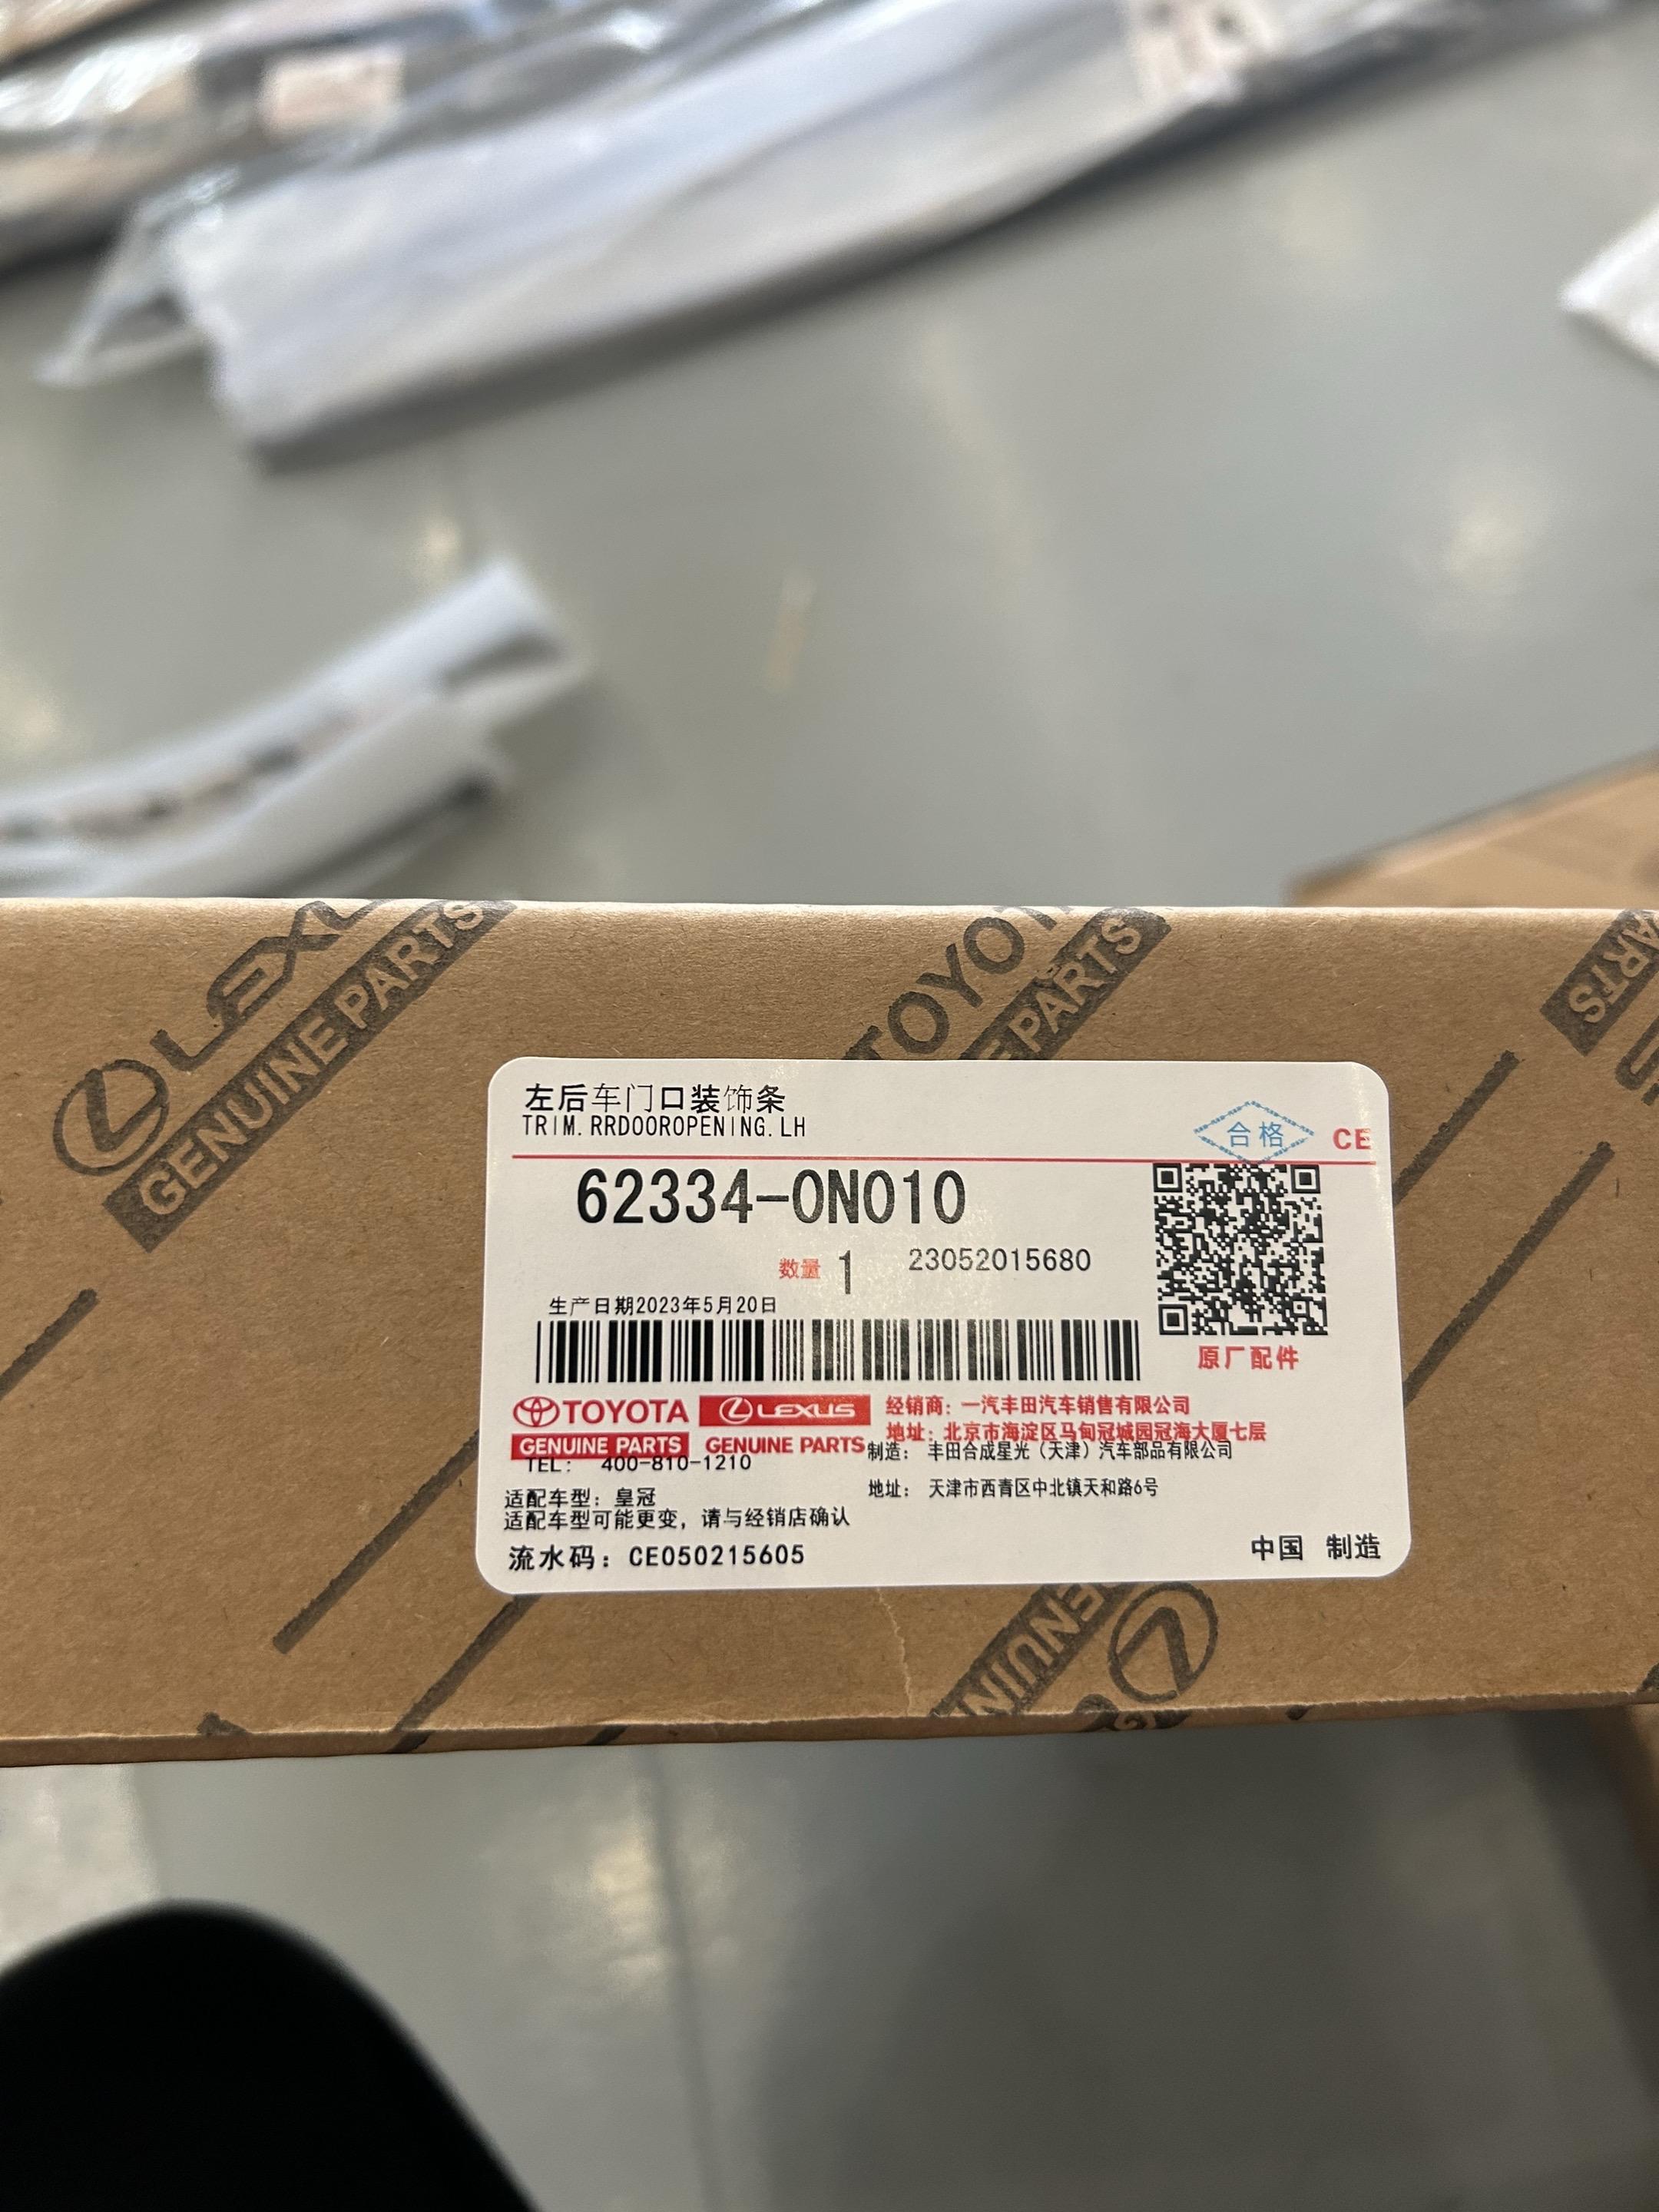 LEXU
GENUINE PARTS
TOYOT
PARTS
ARTS
左后车门口装饰条
TRIM.RRDOOROPENING.LH
合格
CE
62334-0N010
数量 1
23052015680
生产日期2023年5月20日
原厂配件
TOYOTA
GENUINE PARTS
LEXUS
GENUINE PARTS
经销商：一汽丰田汽车销售有限公司
地址：北京市海淀区马甸冠城园冠海大厦七层
制造： 丰田合成星光（天津）汽车部品有限公司
TEL: 400-810-1210
地址： 天津市西青区中北镇天和路6号
适配车型：皇冠
适配车型可能更变，请与经销店确认
流水码：CE050215605
中国 制造
ENUIN